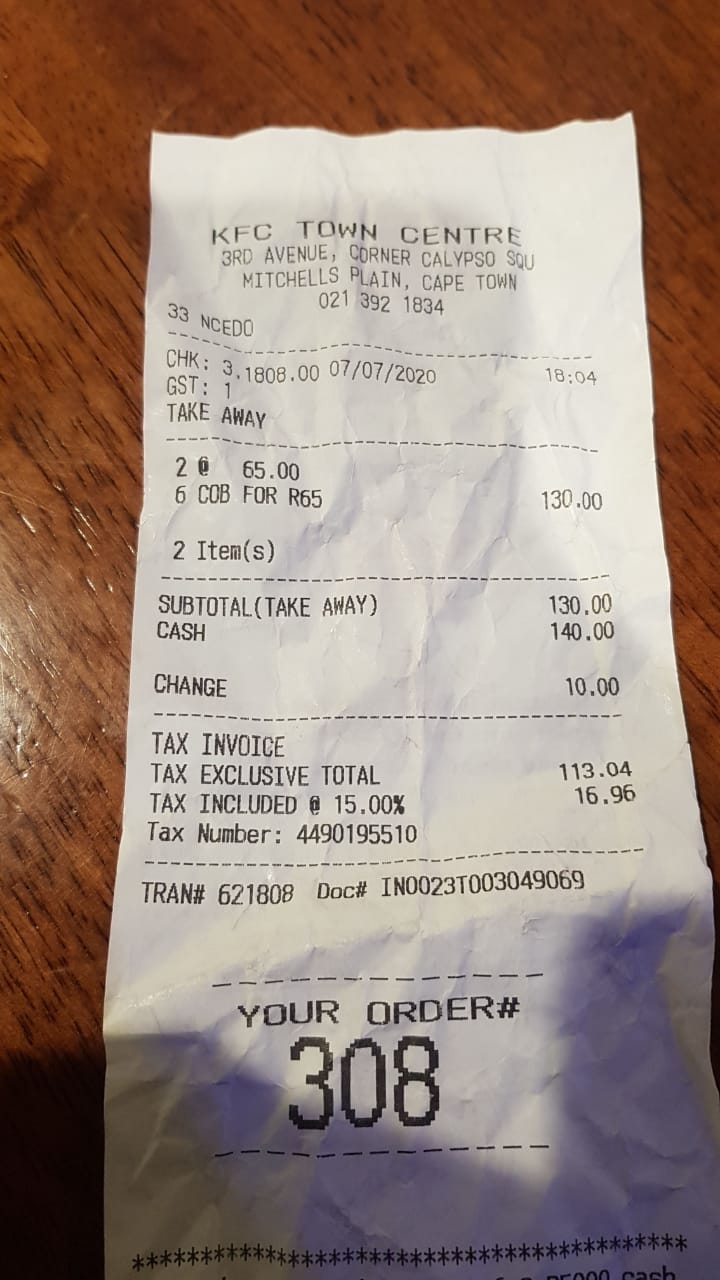 KFC TOWN CENTRE
3RD AVENUE, CORNER CALYPSO SQU
MITCHELLS PLAIN, CAPE TOWN
021 392 1834
33 NCEDO
CHK: 3.1808.00 07/07/2020 18:04
GST: 1
TAKE AWAY
2 @ 65.00
6 COB FOR R65 130.00
2 Item(s)
SUBTOTAL(TAKE AWAY) 130.00
CASH 140.00
CHANGE 10.00
TAX INVOICE
TAX EXCLUSIVE TOTAL 113.04
TAX INCLUDED @ 15.00% 16.96
Tax Number: 4490195510
TRAN# 621808 Doc# IN0023T003049069
YOUR ORDER#
308
*****************************************
R5000 cash